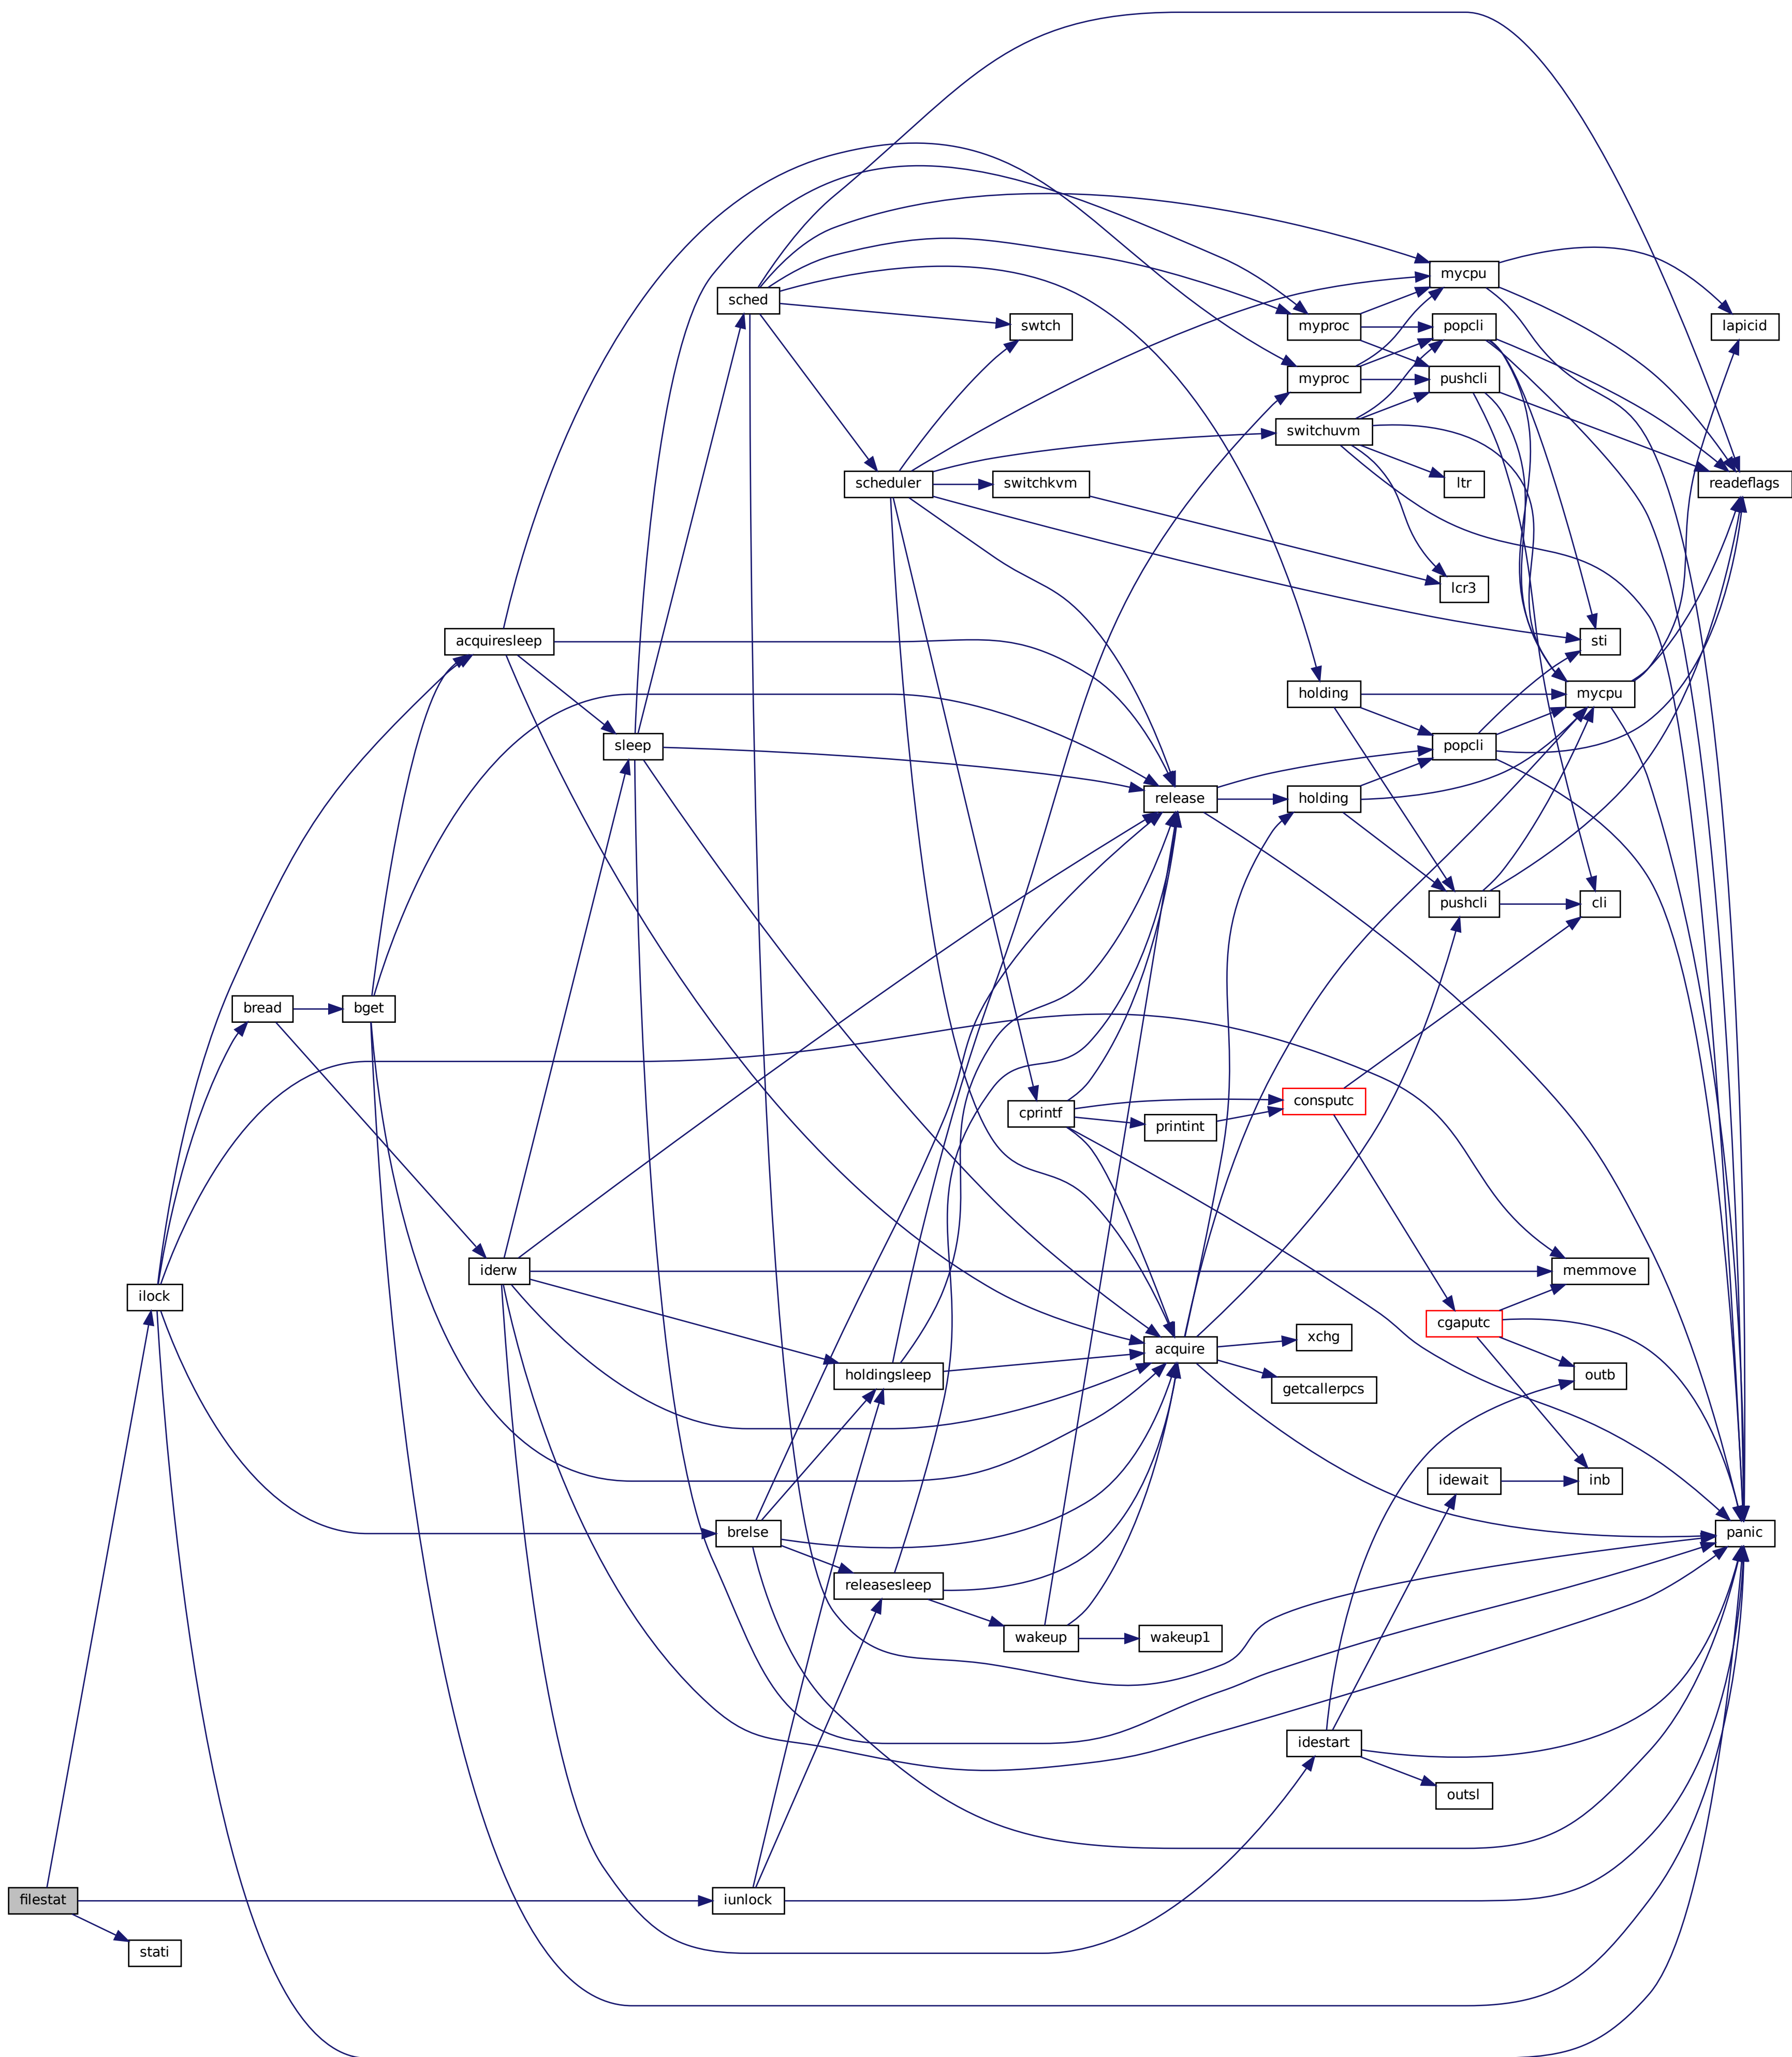 mycpu
sched
swtch
myproc
popcli
lapicid
myproc
pushcli
switchuvm
scheduler
switchkvm
ltr
readeflags
lcr3
acquiresleep
sti
holding
mycpu
sleep
popcli
release
holding
pushcli
cli
bread
bget
cprintf
consputc
printint
iderw
memmove
ilock
cgaputc
acquire
xchg
holdingsleep
getcallerpcs
outb
idewait
inb
brelse
panic
releasesleep
wakeup
wakeup1
idestart
outsl
filestat
iunlock
stati